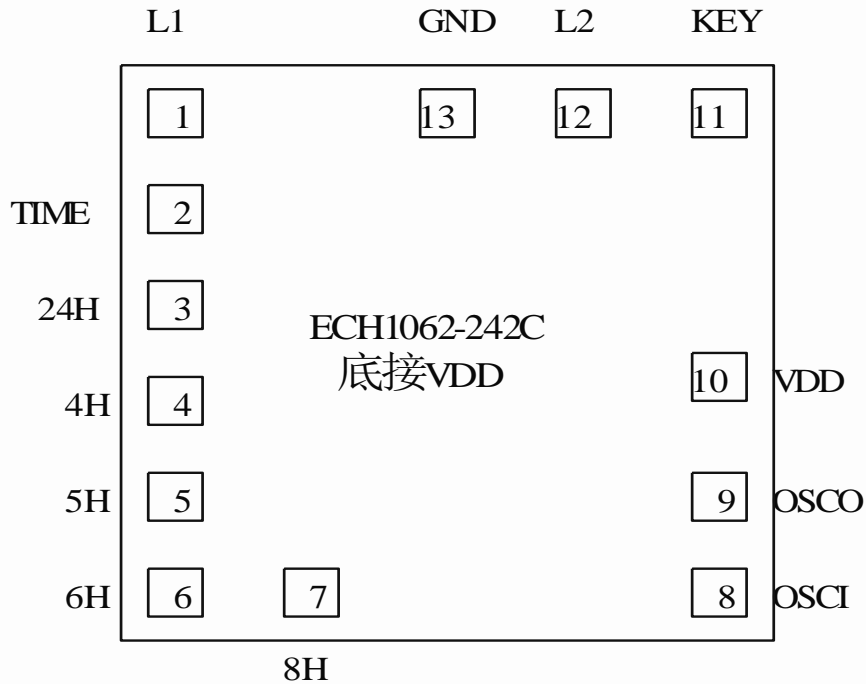 L1 GND L2 KEY
1 13 12 11
TIME 2
24H 3
ECH1062-242C
底接VDD
10 VDD
4H 4
5H 5 9 OSCO
6H 6 7 8 OSCI
8H